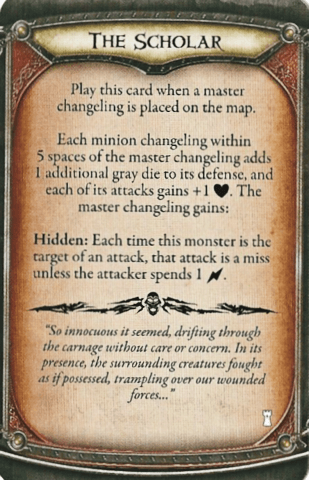 THE SCHOLAR
Play this card when a master
changeling is placed on the map.
Each minion changeling within
5 spaces of the master changeling adds
1 additional gray die to its defense, and
each of its attacks gains +1 ♥. The
master changeling gains:
Hidden: Each time this monster is the
target of an attack, that attack is a miss
unless the attacker spends 1 .
"So innocuous it seemed, drifting through
the carnage without care or concern. In its
presence, the surrounding creatures fought
as if possessed, trampling over our wounded
forces..."